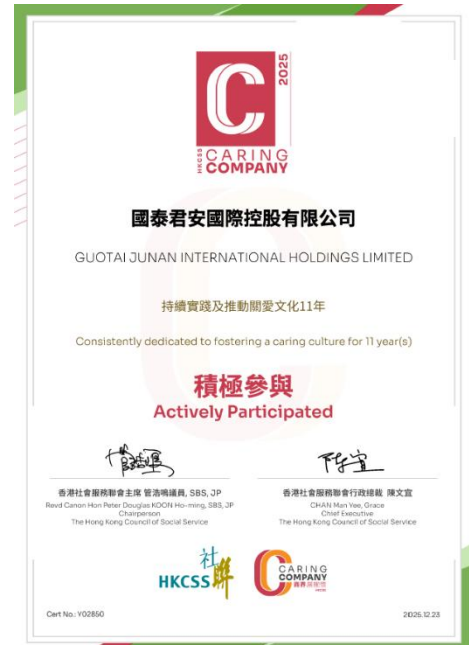 2025
HKCSS
CARING
COMPANY
國泰君安國際控股有限公司
GUOTAI JUNAN INTERNATIONAL HOLDINGS LIMITED
持續實踐及推動關愛文化11年
Consistently dedicated to fostering a caring culture for 11 year(s)
積極參與
Actively Participated
香港社會服務聯會主席 管浩鳴議員, SBS, JP
Revd Canon Hon Peter Douglas KOON Ho-ming, SBS, JP
Chairperson
The Hong Kong Council of Social Service
香港社會服務聯會行政總裁 陳文宜
CHAN Man Yee, Grace
Chief Executive
The Hong Kong Council of Social Service
HKCSS 社聯
CARING
COMPANY
商界展關懷
Cert No.: Y02850
2025.12.23